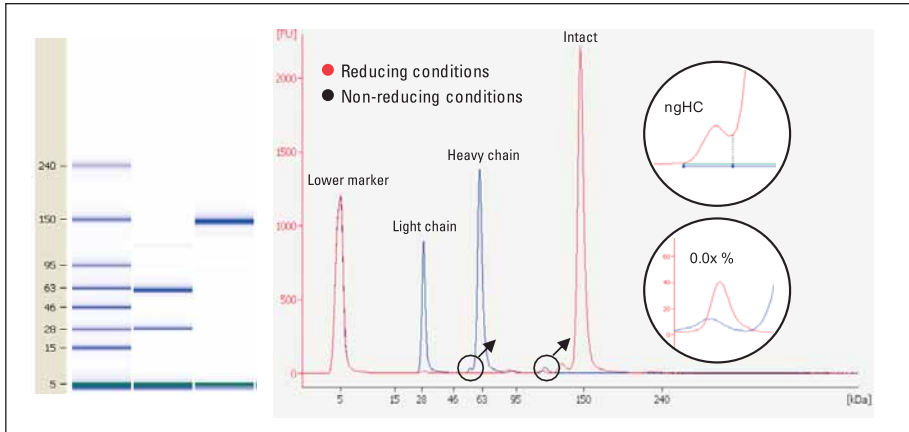 240
150
95
63
46
28
15
5
[FU]
2000
1500
1000
500
0
Intact
Reducing conditions
Non-reducing conditions
Heavy chain
Lower marker
Light chain
ngHC
0.0x %
60
40
20
0
5 15 28 46 63 95 150 240 [kDa]